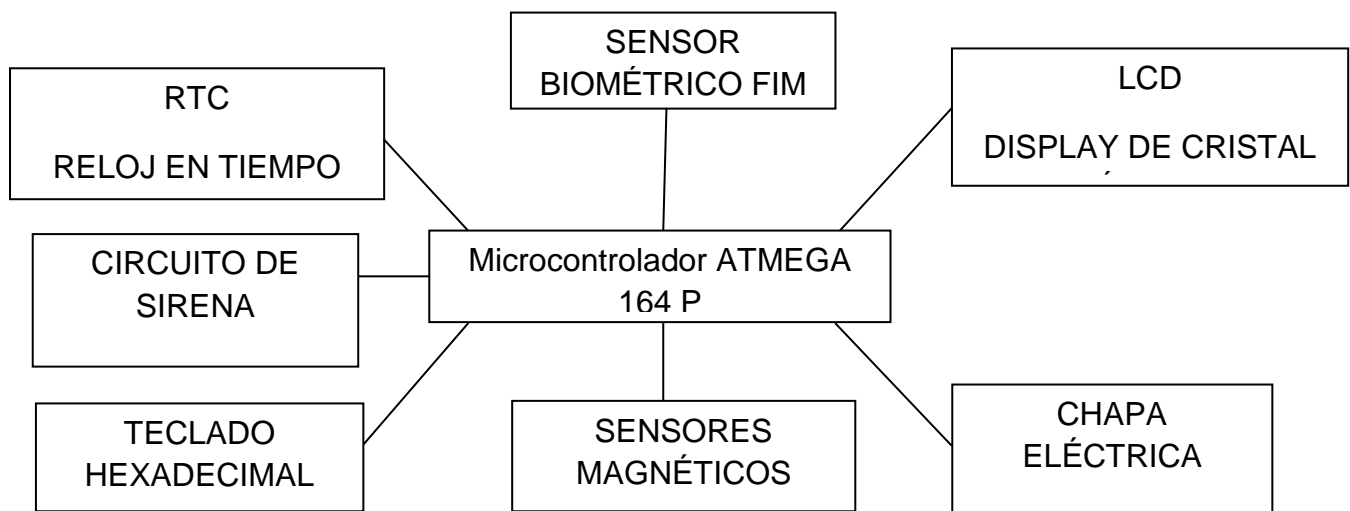 SENSOR
BIOMÉTRICO FIM
RTC
RELOJ EN TIEMPO
LCD
DISPLAY DE CRISTAL
CIRCUITO DE
SIRENA
Microcontrolador ATMEGA
164 P
TECLADO
HEXADECIMAL
SENSORES
MAGNÉTICOS
CHAPA
ELÉCTRICA